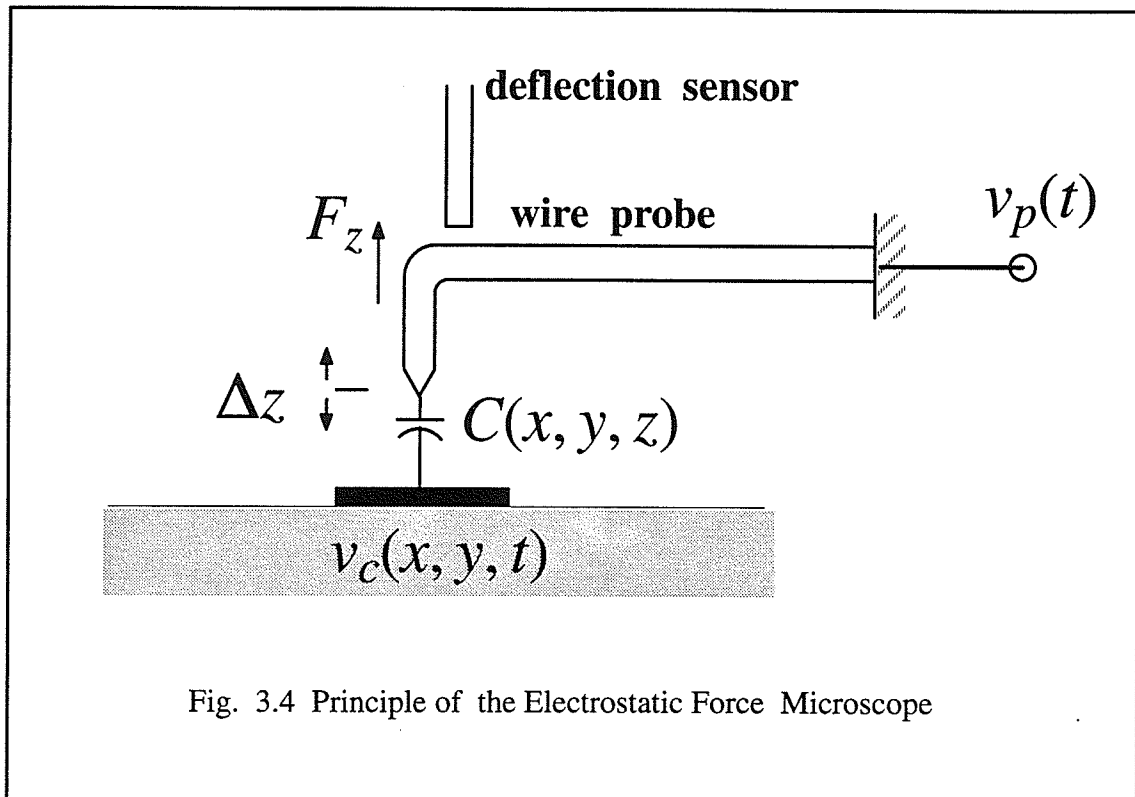 deflection sensor
wire probe
v_p(t)
F_z
Δz
C(x, y, z)
v_c(x, y, t)
Fig. 3.4 Principle of the Electrostatic Force Microscope